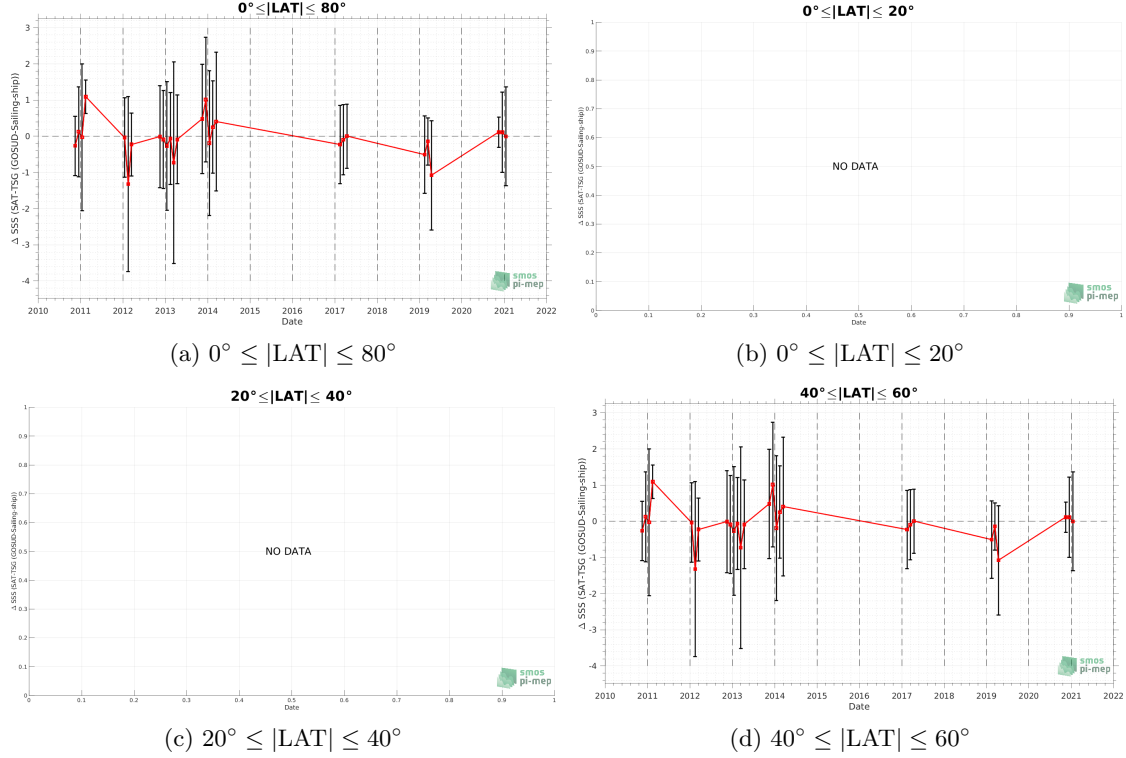 0°≤|LAT|≤ 80°
Δ SSS (SAT-TSG (GOSUD-Sailing-ship))
3
2
1
0
-1
-2
-3
-4
2010 2011 2012 2013 2014 2015 2016 2017 2018 2019 2020 2021 2022
Date
smos
pi-mep
(a) 0° ≤ |LAT| ≤ 80°
0°≤|LAT|≤ 20°
Δ SSS (SAT-TSG (GOSUD-Sailing-ship))
1
0.9
0.8
0.7
0.6
0.5
0.4
0.3
0.2
0.1
0
NO DATA
0 0.1 0.2 0.3 0.4 0.5 0.6 0.7 0.8 0.9 1
Date
smos
pi-mep
(b) 0° ≤ |LAT| ≤ 20°
20°≤|LAT|≤ 40°
Δ SSS (SAT-TSG (GOSUD-Sailing-ship))
1
0.9
0.8
0.7
0.6
0.5
0.4
0.3
0.2
0.1
0
NO DATA
0 0.1 0.2 0.3 0.4 0.5 0.6 0.7 0.8 0.9 1
Date
smos
pi-mep
(c) 20° ≤ |LAT| ≤ 40°
40°≤|LAT|≤ 60°
Δ SSS (SAT-TSG (GOSUD-Sailing-ship))
3
2
1
0
-1
-2
-3
-4
2010 2011 2012 2013 2014 2015 2016 2017 2018 2019 2020 2021 2022
Date
smos
pi-mep
(d) 40° ≤ |LAT| ≤ 60°